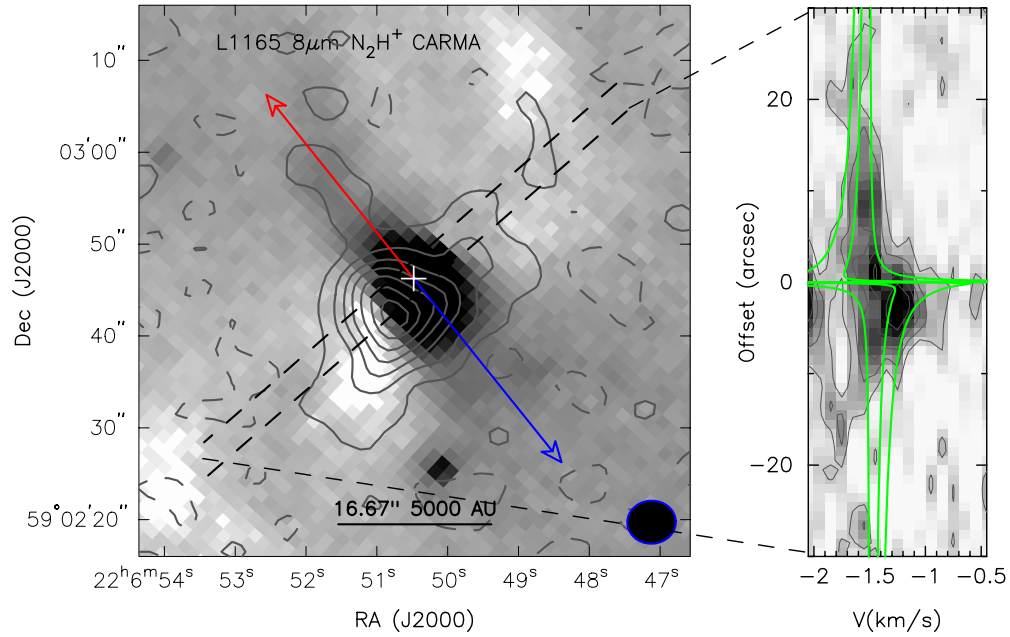 L1165 8μm N₂H⁺ CARMA
10"
03'00"
50"
40"
30"
59°02'20"
Dec (J2000)
16.67" 5000 AU
22ʰ6ᵐ54ˢ 53ˢ 52ˢ 51ˢ 50ˢ 49ˢ 48ˢ 47ˢ
RA (J2000)
20
0
−20
Offset (arcsec)
−2 −1.5 −1 −0.5
V(km/s)